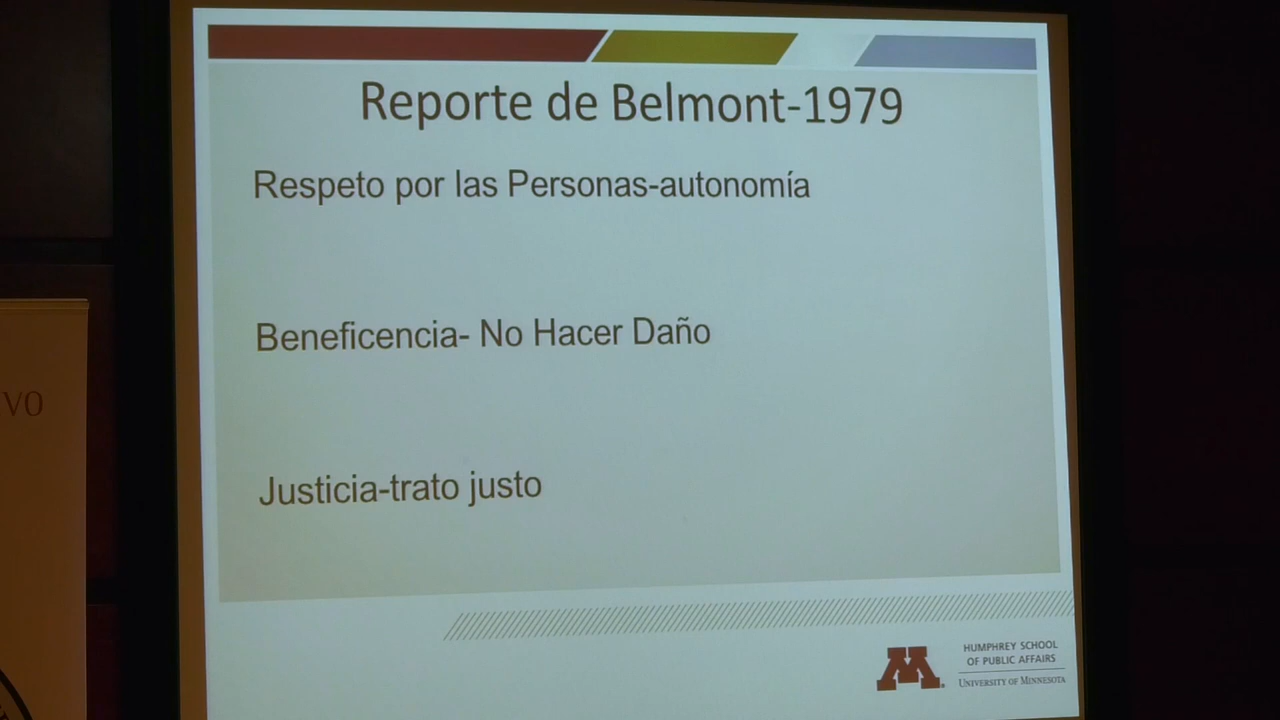 Reporte de Belmont-1979
Respeto por las Personas-autonomía
Beneficencia- No Hacer Daño
Justicia-trato justo
VO
M
HUMPHREY SCHOOL
OF PUBLIC AFFAIRS
UNIVERSITY OF MINNESOTA